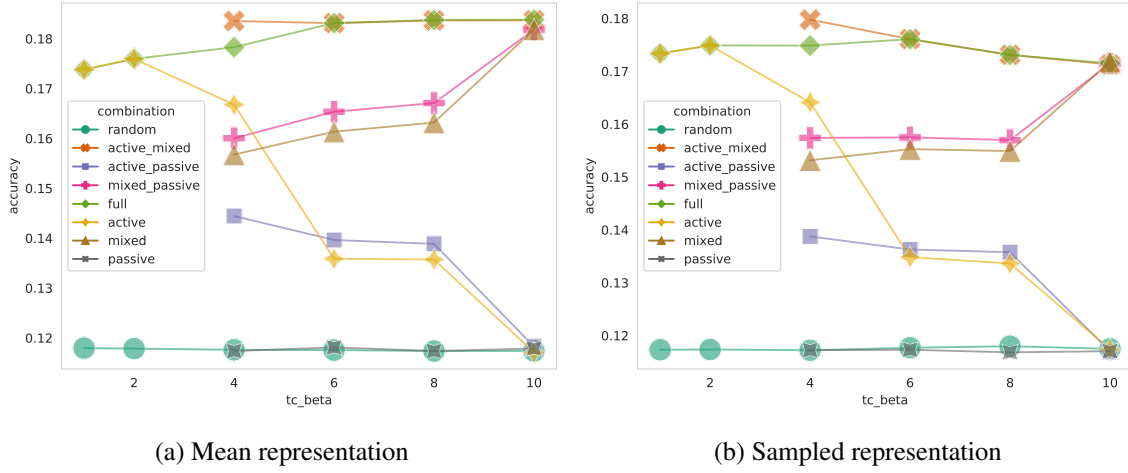 0.18
0.17
0.16
0.15
0.14
0.13
0.12
accuracy
combination
random
active_mixed
active_passive
mixed_passive
full
active
mixed
passive
2 4 6 8 10
tc_beta
(a) Mean representation
0.18
0.17
0.16
0.15
0.14
0.13
0.12
accuracy
combination
random
active_mixed
active_passive
mixed_passive
full
active
mixed
passive
2 4 6 8 10
tc_beta
(b) Sampled representation